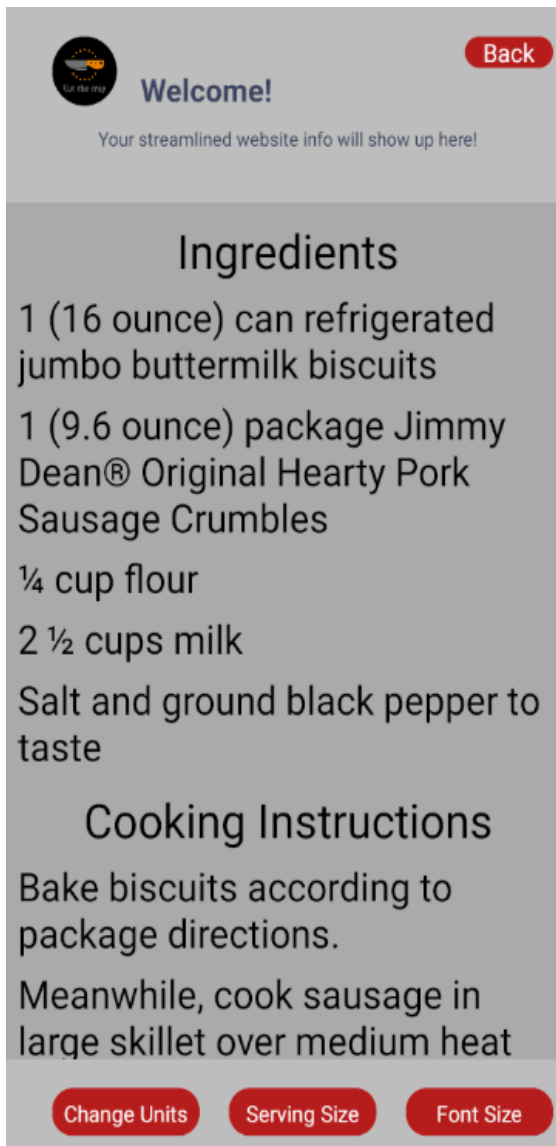 Back
Cut the crap
Welcome!
Your streamlined website info will show up here!
Ingredients
1 (16 ounce) can refrigerated
jumbo buttermilk biscuits
1 (9.6 ounce) package Jimmy
Dean® Original Hearty Pork
Sausage Crumbles
¼ cup flour
2 ½ cups milk
Salt and ground black pepper to
taste
Cooking Instructions
Bake biscuits according to
package directions.
Meanwhile, cook sausage in
large skillet over medium heat
Change Units
Serving Size
Font Size